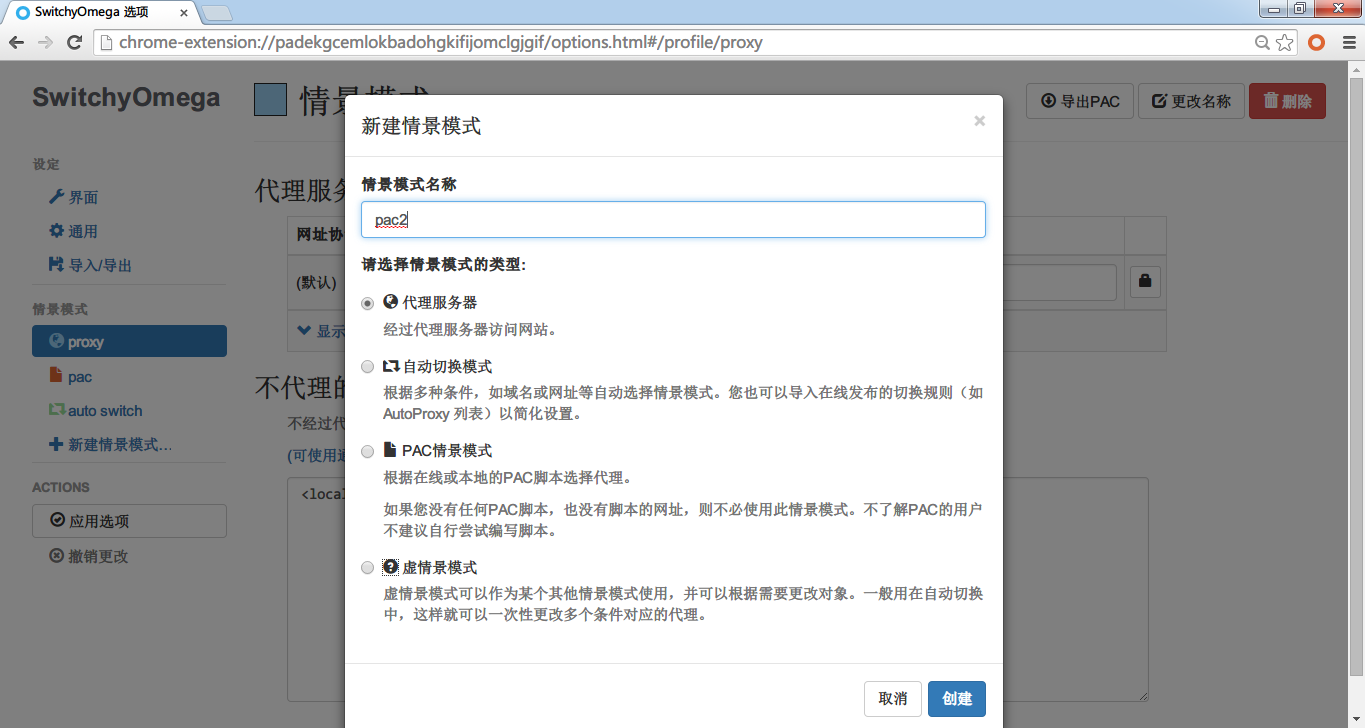 SwitchyOmega 选项
chrome-extension://padekgcemlokbadohgkifijomclgjgif/options.html#/profile/proxy
SwitchyOmega
设定
界面
通用
导入/导出
情景模式
proxy
pac
auto switch
新建情景模式...
ACTIONS
应用选项
撤销更改
情景模式
导出PAC
更改名称
删除
代理服务
网址协
(默认)
显示
不代理的
不经过代
(可使用通
<local
新建情景模式
×
情景模式名称
pac2
请选择情景模式的类型:
代理服务器
经过代理服务器访问网站。
自动切换模式
根据多种条件，如域名或网址等自动选择情景模式。您也可以导入在线发布的切换规则（如
AutoProxy 列表）以简化设置。
PAC情景模式
根据在线或本地的PAC脚本选择代理。
如果您没有任何PAC脚本，也没有脚本的网址，则不必使用此情景模式。不了解PAC的用户
不建议自行尝试编写脚本。
虚情景模式
虚情景模式可以作为某个其他情景模式使用，并可以根据需要更改对象。一般用在自动切换
中，这样就可以一次性更改多个条件对应的代理。
取消
创建